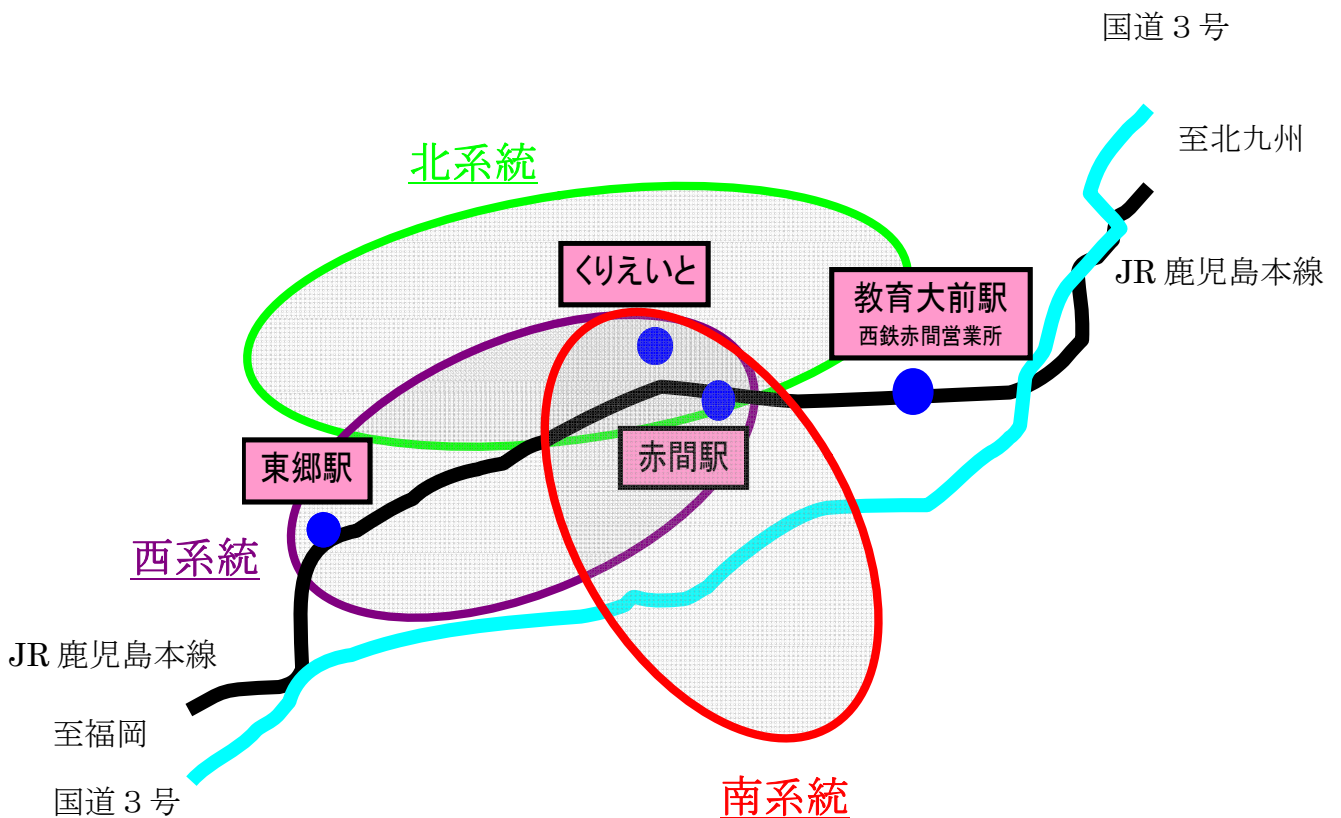 国道３号
至北九州
北系統
くりえいと
JR 鹿児島本線
教育大前駅
西鉄赤間営業所
赤間駅
東郷駅
西系統
JR 鹿児島本線
至福岡
南系統
国道３号